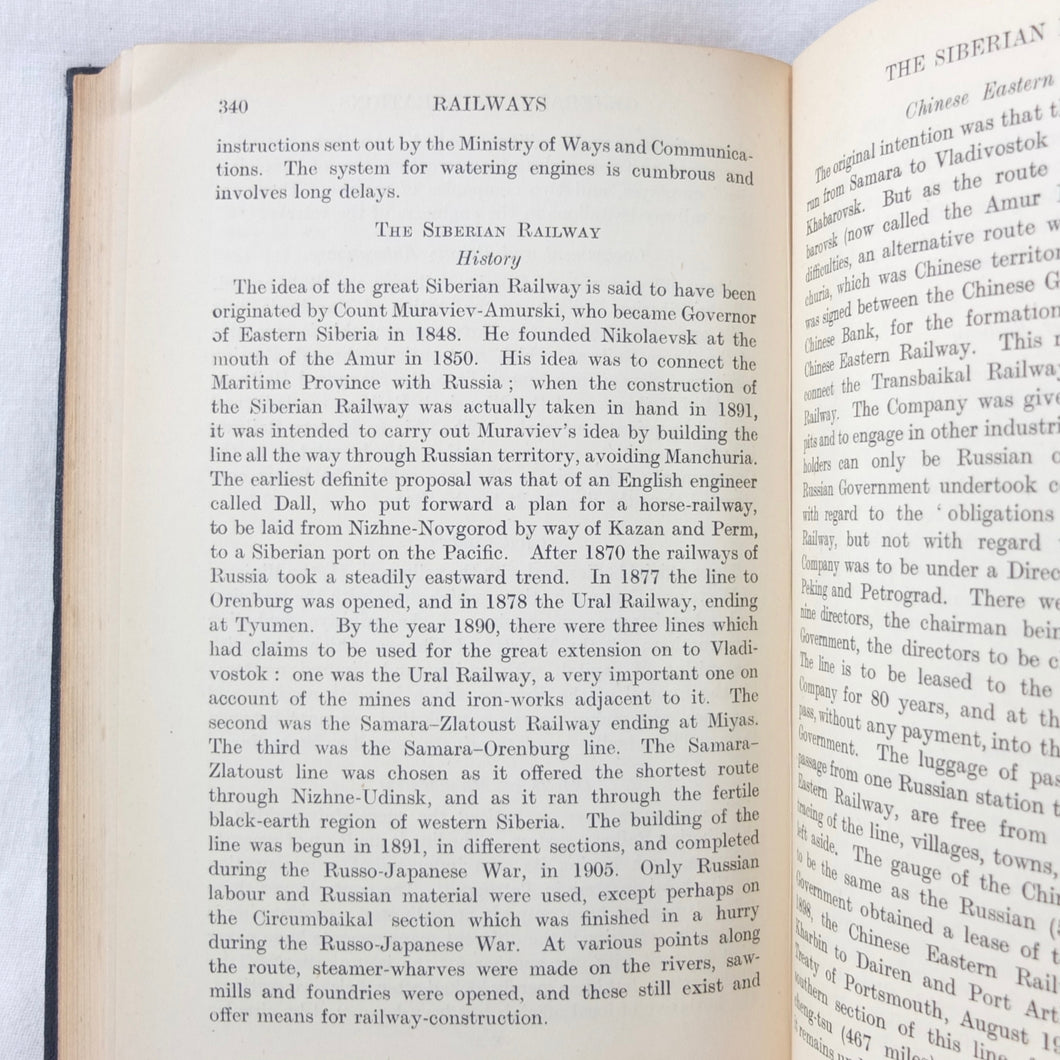 340 RAILWAYS
instructions sent out by the Ministry of Ways and Communica-
tions. The system for watering engines is cumbrous and
involves long delays.
THE SIBERIAN RAILWAY
History
The idea of the great Siberian Railway is said to have been
originated by Count Muraviev-Amurski, who became Governor
of Eastern Siberia in 1848. He founded Nikolaevsk at the
mouth of the Amur in 1850. His idea was to connect the
Maritime Province with Russia ; when the construction of
the Siberian Railway was actually taken in hand in 1891,
it was intended to carry out Muraviev's idea by building the
line all the way through Russian territory, avoiding Manchuria.
The earliest definite proposal was that of an English engineer
called Dall, who put forward a plan for a horse-railway,
to be laid from Nizhne-Novgorod by way of Kazan and Perm,
to a Siberian port on the Pacific. After 1870 the railways of
Russia took a steadily eastward trend. In 1877 the line to
Orenburg was opened, and in 1878 the Ural Railway, ending
at Tyumen. By the year 1890, there were three lines which
had claims to be used for the great extension on to Vladi-
vostok : one was the Ural Railway, a very important one on
account of the mines and iron-works adjacent to it. The
second was the Samara–Zlatoust Railway ending at Miyas.
The third was the Samara–Orenburg line. The Samara–
Zlatoust line was chosen as it offered the shortest route
through Nizhne-Udinsk, and as it ran through the fertile
black-earth region of western Siberia. The building of the
line was begun in 1891, in different sections, and completed
during the Russo-Japanese War, in 1905. Only Russian
labour and Russian material were used, except perhaps on
the Circumbaikal section which was finished in a hurry
during the Russo-Japanese War. At various points along
the route, steamer-wharves were made on the rivers, saw-
mills and foundries were opened, and these still exist and
offer means for railway-construction.
THE SIBERIAN
Chinese Eastern
The original intention was that
run from Samara to Vladivostok
Khabarovsk. But as the route
barovsk (now called the Amur
difficulties, an alternative route
churia, which was Chinese
was signed between the Chinese
Chinese Bank, for the formation
Chinese Eastern Railway. This
connect the Transbaikal
Railway. The Company was
pits and to engage in other
holders can only be Russian
Russian Government undertook
with regard to the ' obligations
Railway, but not with regard
Company was to be under a
Peking and Petrograd. There
nine directors, the chairman
Government, the directors to be
The line is to be leased to the
Company for 80 years, and at
pass, without any payment, into
Government. The luggage of
passage from one Russian station
Eastern Railway, are free from
tracing of the line, villages, towns,
left aside. The gauge of the
to be the same as the Russian
Government obtained a lease of
1898, the Chinese Eastern
Kharbin to Dairen and Port
Treaty of Portsmouth, August
southern section of this line
cheng-tsu (467
remains